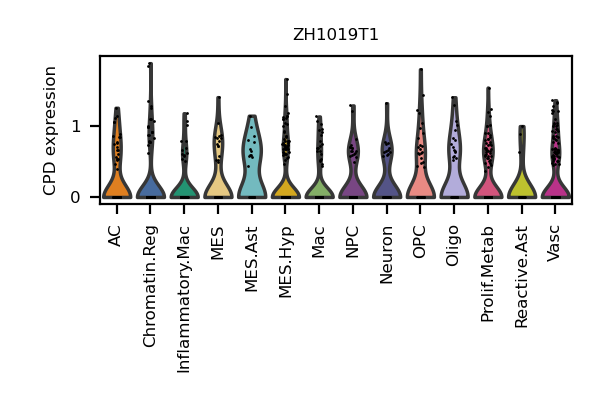 ZH1019T1
CPD expression
1
0
AC
Chromatin.Reg
Inflammatory.Mac
MES
MES.Ast
MES.Hyp
Mac
NPC
Neuron
OPC
Oligo
Prolif.Metab
Reactive.Ast
Vasc